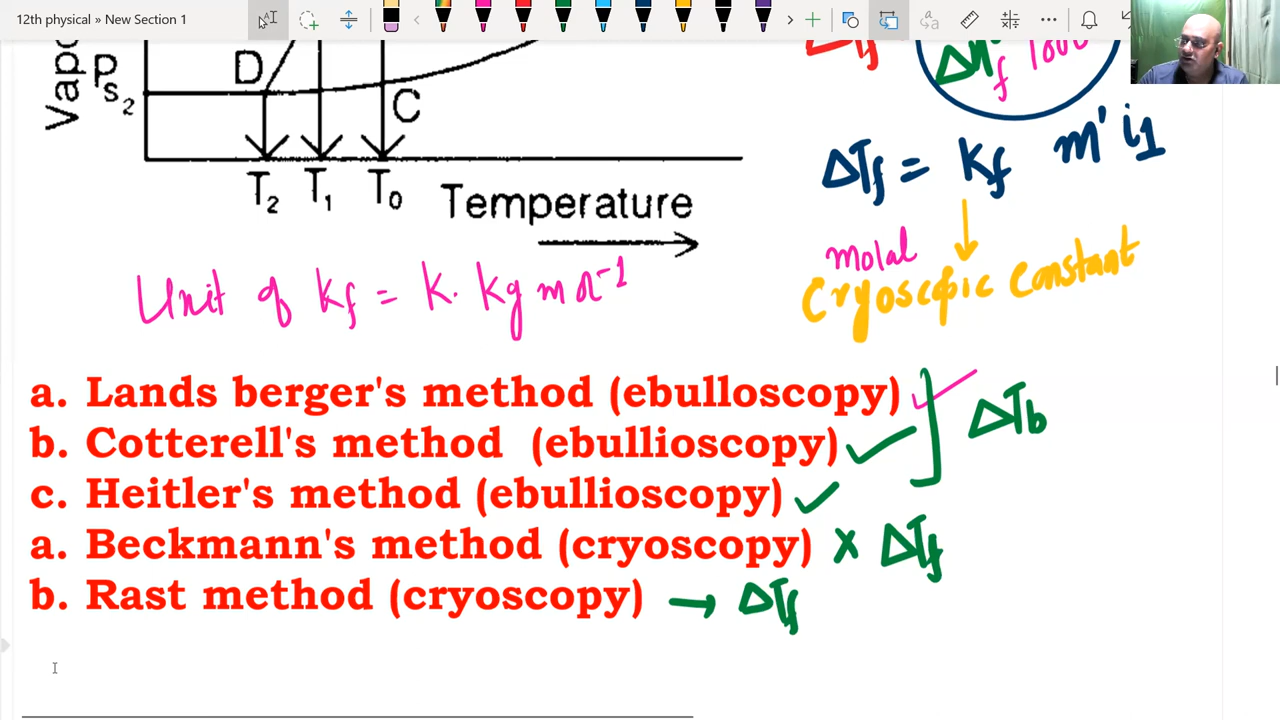 12th physical » New Section 1
Vapo
P
S2
D
C
T2 T1 T0 Temperature
ΔTf = Kf m' i1
molal
Cryoscopic Constant
Unit of Kf = K. Kg mol⁻¹
a. Lands berger's method (ebulloscopy)
b. Cotterell's method (ebullioscopy) ΔTb
c. Heitler's method (ebullioscopy)
a. Beckmann's method (cryoscopy) × ΔTf
b. Rast method (cryoscopy) → ΔTf